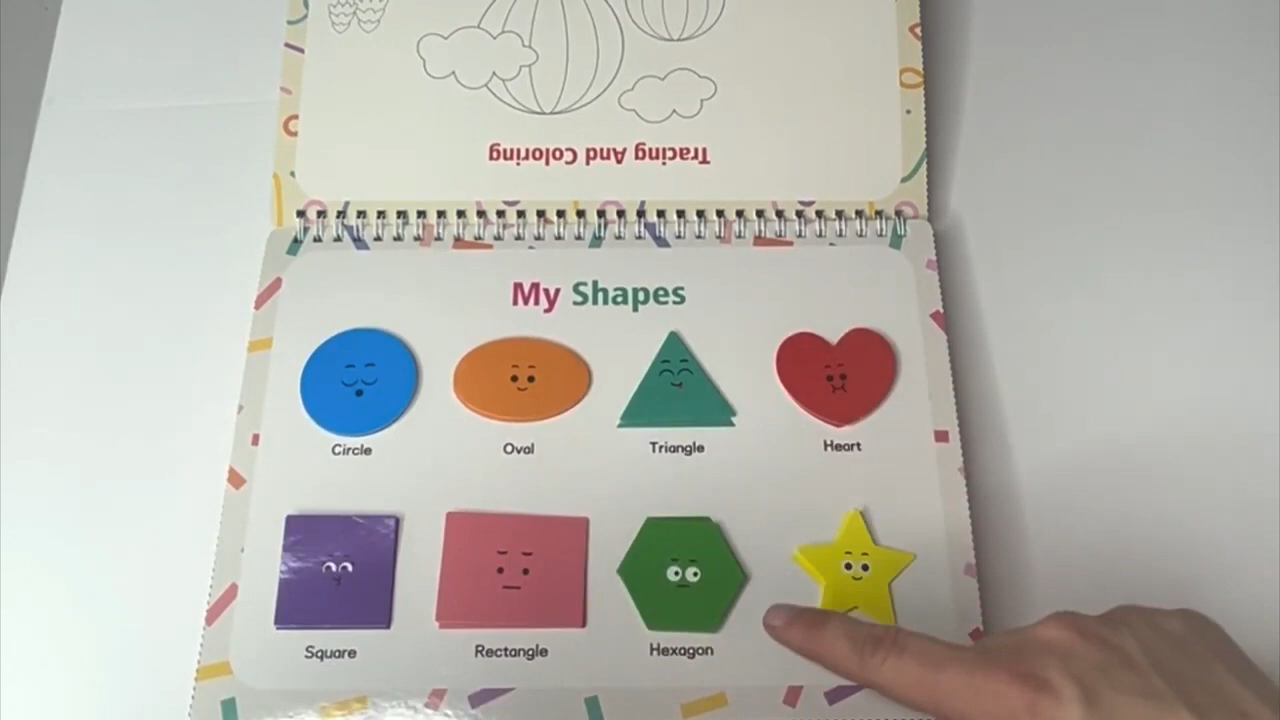 Tracing And Coloring
My Shapes
Circle
Oval
Triangle
Heart
Square
Rectangle
Hexagon